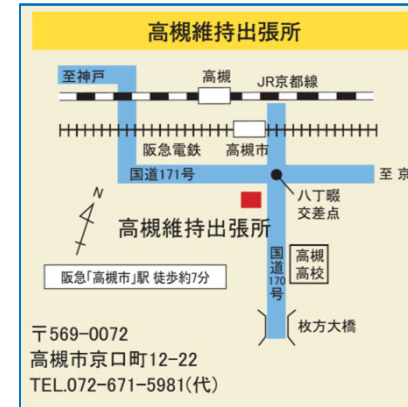 高槻維持出張所
至神戸
高槻
JR京都線
阪急電鉄
高槻市
国道171号
至 京
八丁畷
交差点
N
高槻維持出張所
国道170号
高槻
高校
阪急「高槻市」駅 徒歩約7分
枚方大橋
〒569-0072
高槻市京口町12-22
TEL.072-671-5981(代)